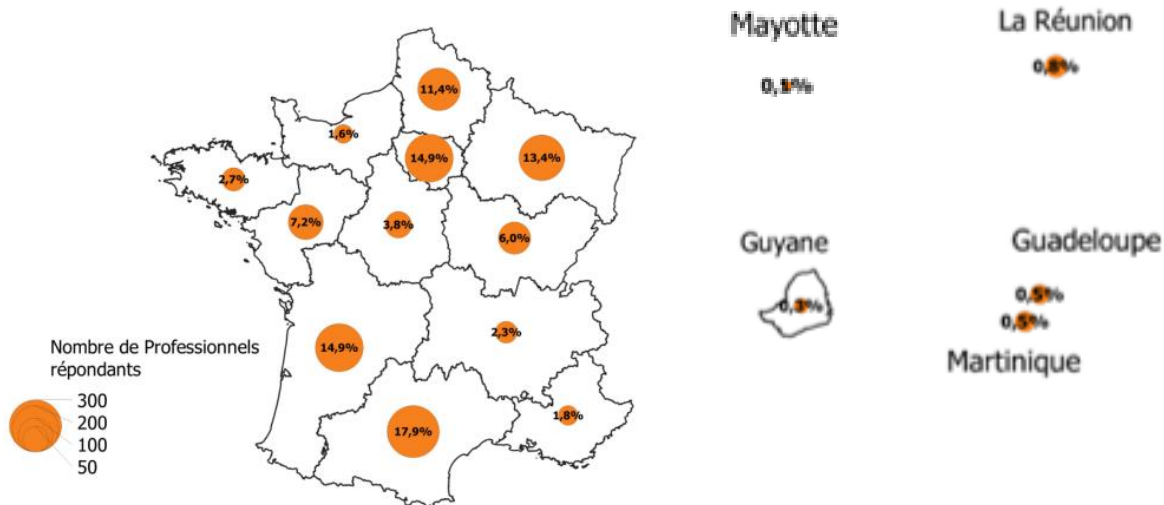 Mayotte
La Réunion
0,1%
0,8%
11,4%
1,6%
14,9%
13,4%
2,7%
7,2%
3,8%
6,0%
Guyane
Guadeloupe
0,5%
0,5%
Martinique
2,3%
14,9%
1,8%
17,9%
Nombre de Professionnels
répondants
300
200
100
50